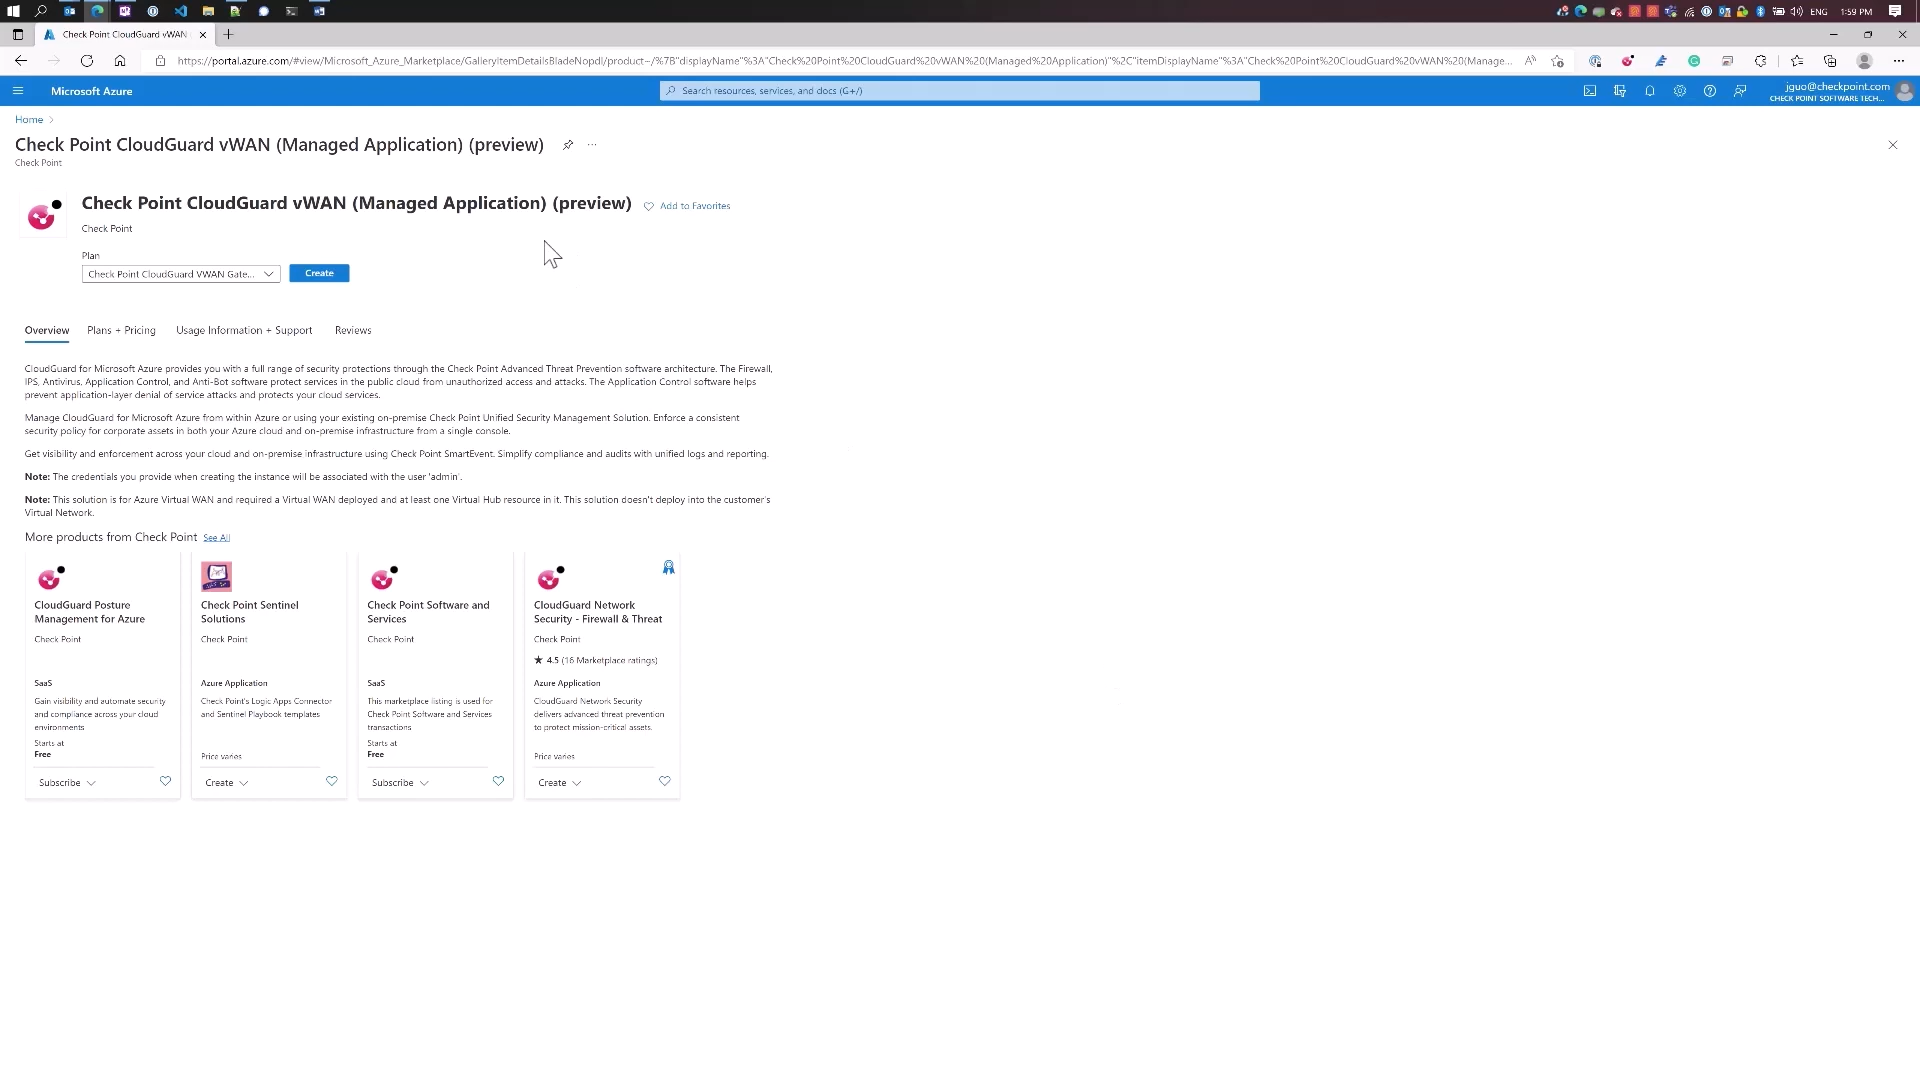 ENG
1:59 PM
Check Point CloudGuard vWAN
https://portal.azure.com/#view/Microsoft_Azure_Marketplace/GalleryItemDetailsBladeNopdl/product~/%7B"displayName"%3A"Check%20Point%20CloudGuard%20vWAN%20(Managed%20Application)"%2C"itemDisplayName"%3A"Check%20Point%20CloudGuard%20vWAN%20(Manage...
Microsoft Azure
Search resources, services, and docs (G+/)
jguo@checkpoint.com
CHECK POINT SOFTWARE TECH...
Home
Check Point CloudGuard vWAN (Managed Application) (preview)
Check Point
Check Point CloudGuard vWAN (Managed Application) (preview)
Add to Favorites
Check Point
Plan
Check Point CloudGuard VWAN Gate...
Create
Overview
Plans + Pricing
Usage Information + Support
Reviews
CloudGuard for Microsoft Azure provides you with a full range of security protections through the Check Point Advanced Threat Prevention software architecture. The Firewall,
IPS, Antivirus, Application Control, and Anti-Bot software protect services in the public cloud from unauthorized access and attacks. The Application Control software helps
prevent application-layer denial of service attacks and protects your cloud services.
Manage CloudGuard for Microsoft Azure from within Azure or using your existing on-premise Check Point Unified Security Management Solution. Enforce a consistent
security policy for corporate assets in both your Azure cloud and on-premise infrastructure from a single console.
Get visibility and enforcement across your cloud and on-premise infrastructure using Check Point SmartEvent. Simplify compliance and audits with unified logs and reporting.
Note: The credentials you provide when creating the instance will be associated with the user 'admin'.
Note: This solution is for Azure Virtual WAN and required a Virtual WAN deployed and at least one Virtual Hub resource in it. This solution doesn't deploy into the customer's
Virtual Network.
More products from Check Point See All
CloudGuard Posture
Management for Azure
Check Point
SaaS
Gain visibility and automate security
and compliance across your cloud
environments
Starts at
Free
Subscribe
Check Point Sentinel
Solutions
Check Point
Azure Application
Check Point's Logic Apps Connector
and Sentinel Playbook templates
Price varies
Create
Check Point Software and
Services
Check Point
SaaS
This marketplace listing is used for
Check Point Software and Services
transactions
Starts at
Free
Subscribe
CloudGuard Network
Security - Firewall & Threat
Check Point
4.5 (16 Marketplace ratings)
Azure Application
CloudGuard Network Security
delivers advanced threat prevention
to protect mission-critical assets.
Price varies
Create